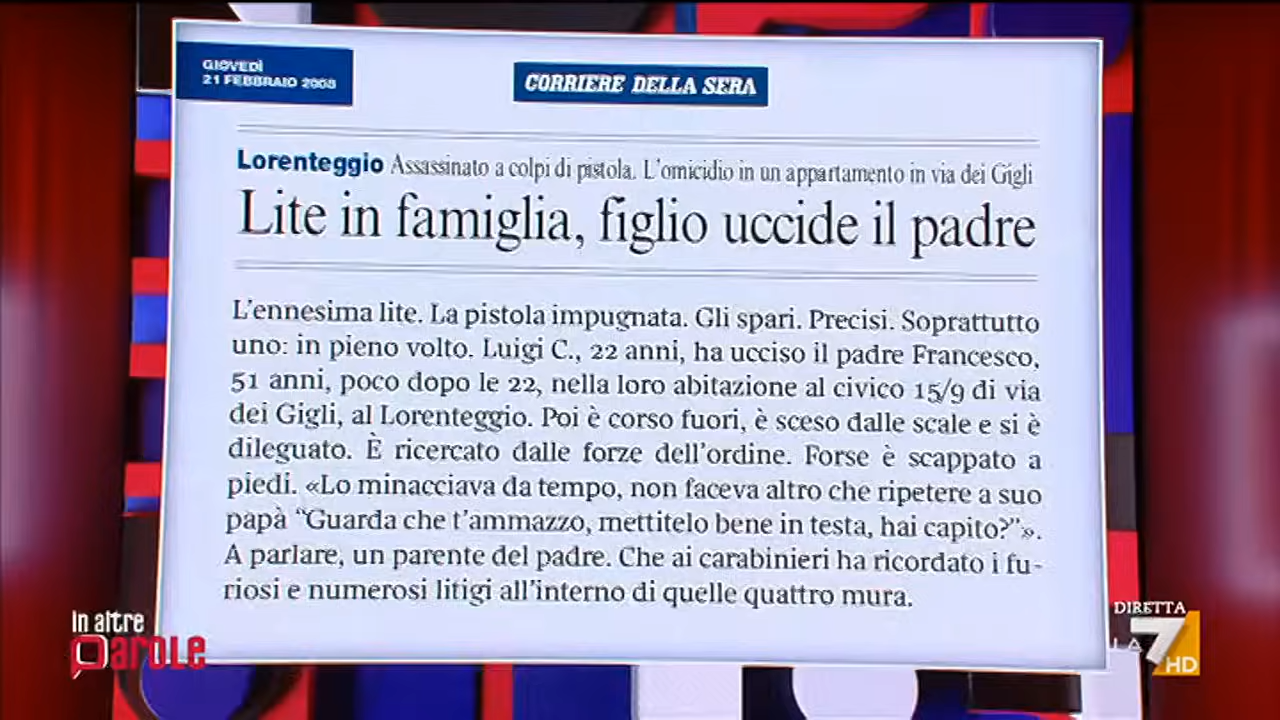 GIOVEDÌ
21 FEBBRAIO 2008
CORRIERE DELLA SERA
Lorenteggio Assassinato a colpi di pistola. L'omicidio in un appartamento in via dei Gigli
Lite in famiglia, figlio uccide il padre
L'ennesima lite. La pistola impugnata. Gli spari. Precisi. Soprattutto
uno: in pieno volto. Luigi C., 22 anni, ha ucciso il padre Francesco,
51 anni, poco dopo le 22, nella loro abitazione al civico 15/9 di via
dei Gigli, al Lorenteggio. Poi è corso fuori, è sceso dalle scale e si è
dileguato. È ricercato dalle forze dell'ordine. Forse è scappato a
piedi. «Lo minacciava da tempo, non faceva altro che ripetere a suo
papà "Guarda che t'ammazzo, mettitelo bene in testa, hai capito?"».
A parlare, un parente del padre. Che ai carabinieri ha ricordato i fu-
riosi e numerosi litigi all'interno di quelle quattro mura.
In altre
parole
DIRETTA
LA 7 HD